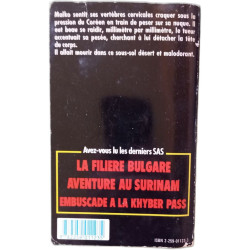 Malko sentit ses vertèbres cervicales craquer sous la
pression du Coréen en train de peser sur sa nuque. Il
eut beau se raidir, millimètre par millimètre, le tueur
accentuait sa pesée, cherchant à lui détacher la tête
du corps.
Il allait mourir dans ce sous-sol désert et malodorant.
Avez-vous lu les derniers SAS
LA FILIERE BULGARE
AVENTURE AU SURINAM
EMBUSCADE A LA KHYBER PASS